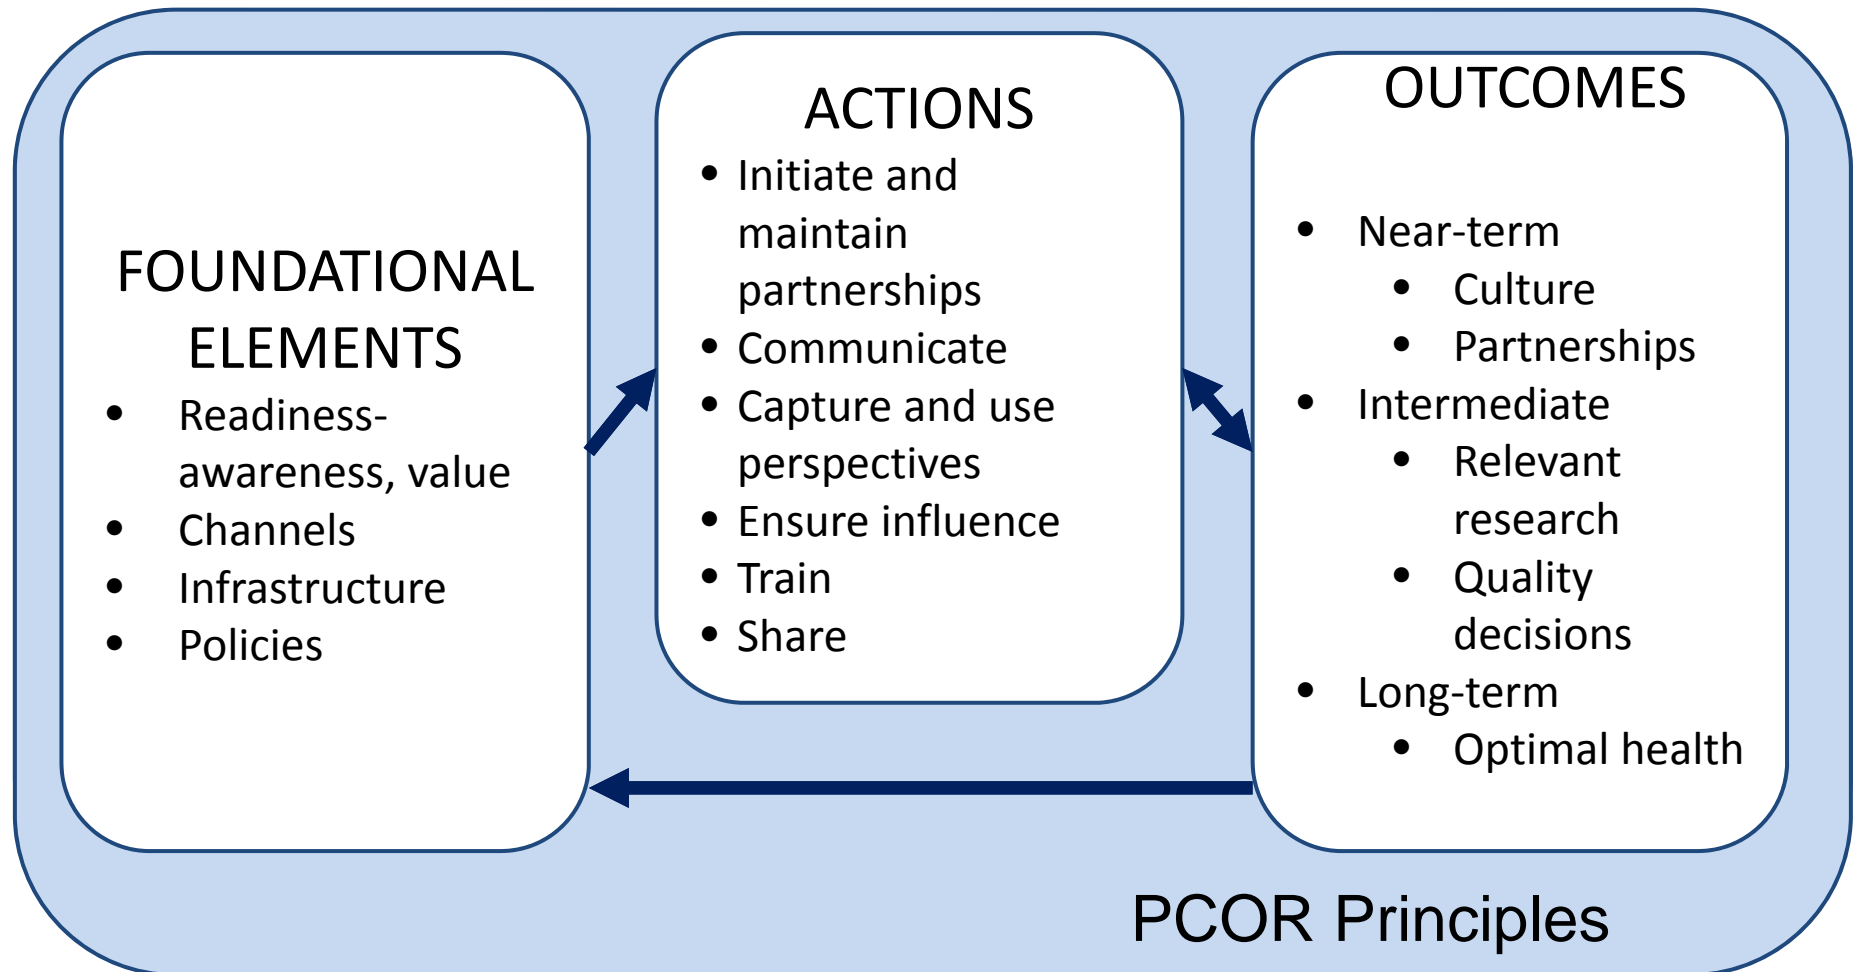 FOUNDATIONAL
ELEMENTS
• Readiness-
awareness, value
• Channels
• Infrastructure
• Policies
ACTIONS
• Initiate and
maintain
partnerships
• Communicate
• Capture and use
perspectives
• Ensure influence
• Train
• Share
OUTCOMES
• Near-term
• Culture
• Partnerships
• Intermediate
• Relevant
research
• Quality
decisions
• Long-term
• Optimal health
PCOR Principles